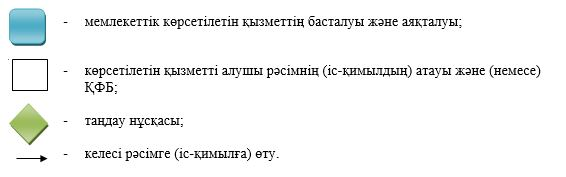 - мемлекеттік көрсетілетін қызметтің басталуы және аяқталуы;
- көрсетілетін қызметті алушы рәсімнің (іс-қимылдың) атауы және (немесе)
ҚФБ;
- таңдау нұсқасы;
- келесі рәсімге (іс-қимылға) өту.